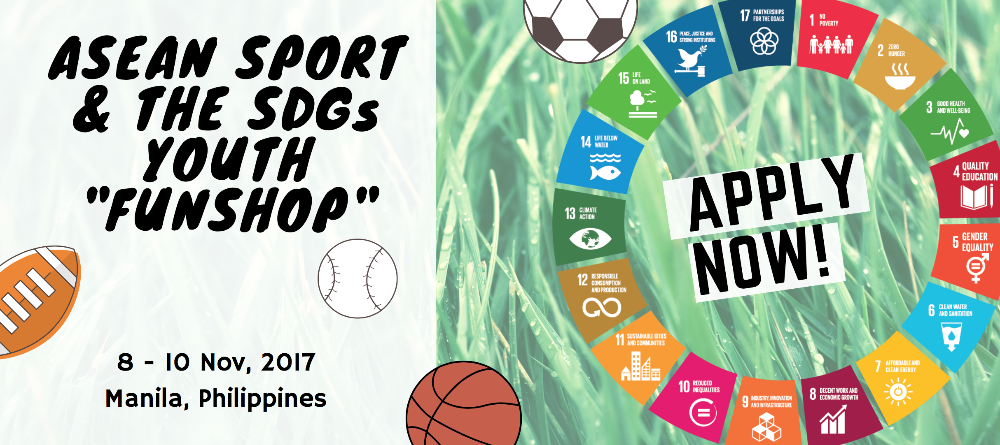 ASEAN SPORT
& THE SDGs
YOUTH
"FUNSHOP"
8 - 10 Nov, 2017
Manila, Philippines
APPLY
NOW!
1 NO
POVERTY
2 ZERO
HUNGER
3 GOOD HEALTH
AND WELL-BEING
4 QUALITY
EDUCATION
5 GENDER
EQUALITY
6 CLEAN WATER
AND SANITATION
7 AFFORDABLE AND
CLEAN ENERGY
8 DECENT WORK AND
ECONOMIC GROWTH
9 INDUSTRY, INNOVATION
AND INFRASTRUCTURE
10 REDUCED
INEQUALITIES
11 SUSTAINABLE CITIES
AND COMMUNITIES
12 RESPONSIBLE
CONSUMPTION
AND PRODUCTION
13 CLIMATE
ACTION
14 LIFE BELOW
WATER
15 LIFE
ON LAND
16 PEACE, JUSTICE AND
STRONG INSTITUTIONS
17 PARTNERSHIPS
FOR THE GOALS